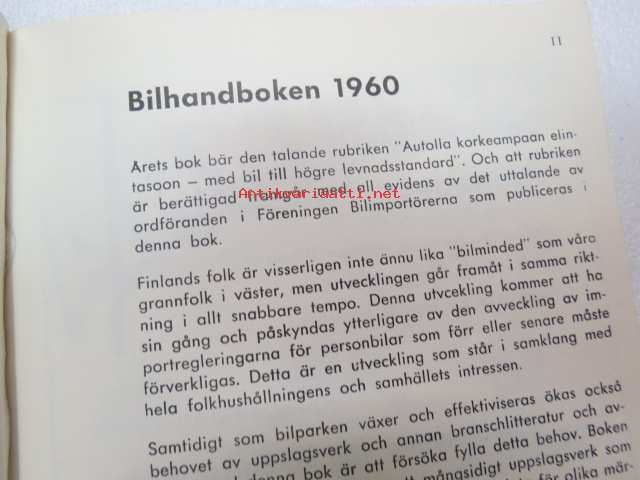 11
Bilhandboken 1960
Årets bok bär den talande rubriken "Autolla korkeampaan elin-
tasoon – med bil till högre levnadsstandard". Och att rubriken
är berättigad framgår med all evidens av det uttalande av
Antikvariaatti.net
ordföranden i Föreningen Bilimportörerna som publiceras i
denna bok.
Finlands folk är visserligen inte ännu lika "bilminded" som våra
grannfolk i väster, men utvecklingen går framåt i samma rikt-
ning i allt snabbare tempo. Denna utvcekling kommer att ha
sin gång och påskyndas ytterligare av den avveckling av im-
portregleringarna för personbilar som förr eller senare måste
förverkligas. Detta är en utveckling som står i samklang med
hela folkhushållningens och samhällets intressen.
Samtidigt som bilparken växer och effektiviseras ökas också
behovet av uppslagsverk och annan branschlitteratur och av-
denna bok är att försöka fylla detta behov. Boken
mångsidigt uppslagsverk som
för olika mär-